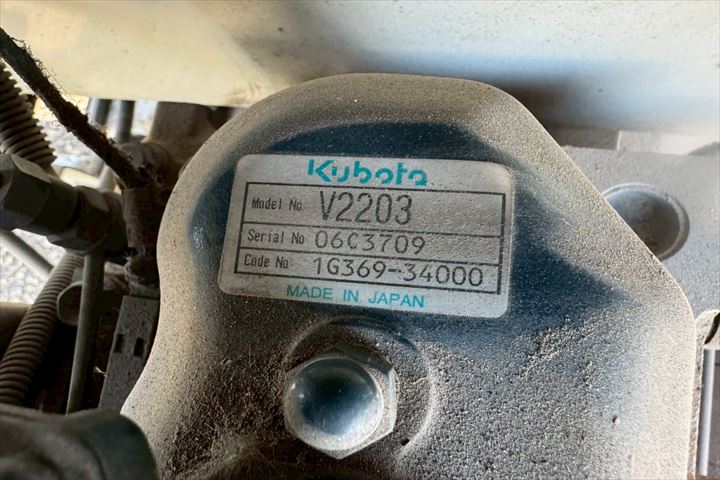 Kubota
Model No V2203
Serial No 06C3709
Code No 1G369-34000
MADE IN JAPAN